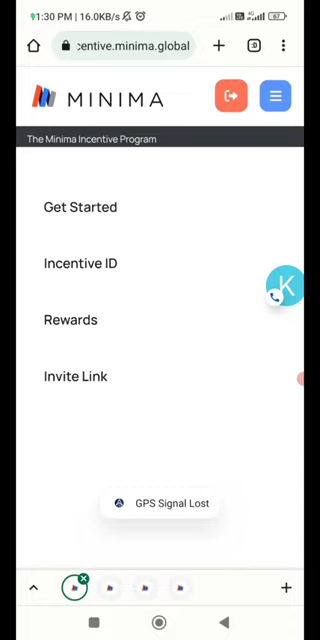 1:30 PM | 16.0KB/s
67
:centive.minima.global
:D
MINIMA
The Minima Incentive Program
Get Started
Incentive ID
K
Rewards
Invite Link
GPS Signal Lost